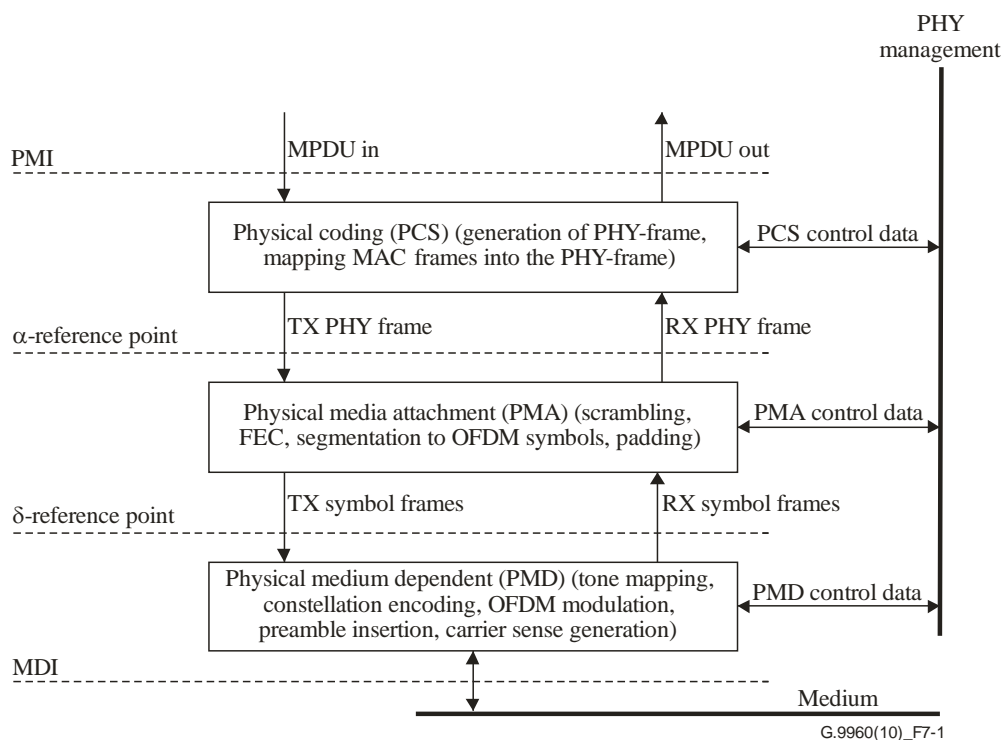 PHY
management
MPDU in
MPDU out
PMI
Physical coding (PCS) (generation of PHY-frame,
mapping MAC frames into the PHY-frame)
PCS control data
TX PHY frame
RX PHY frame
α-reference point
Physical media attachment (PMA) (scrambling,
FEC, segmentation to OFDM symbols, padding)
PMA control data
TX symbol frames
RX symbol frames
δ-reference point
Physical medium dependent (PMD) (tone mapping,
constellation encoding, OFDM modulation,
preamble insertion, carrier sense generation)
PMD control data
MDI
Medium
G.9960(10)_F7-1